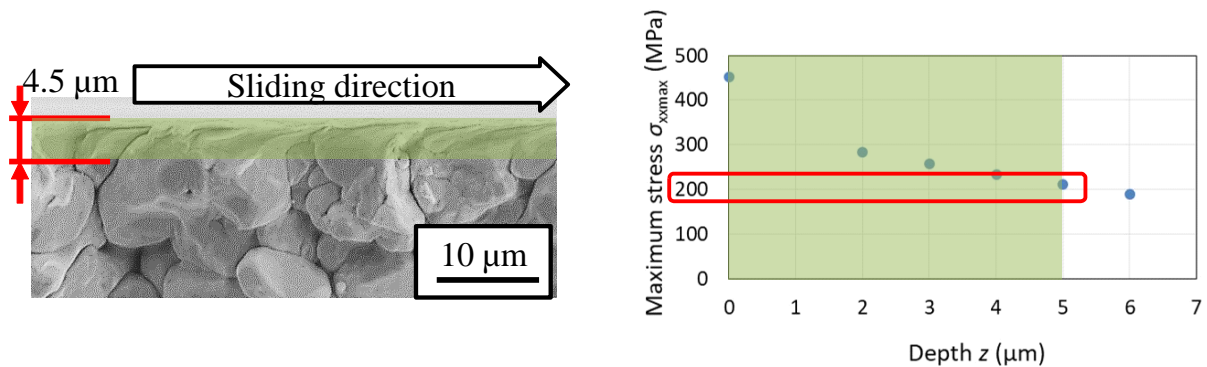 4.5 μm
Sliding direction
10 μm
Maximum stress σxxmax (MPa)
500
400
300
200
100
0
0 1 2 3 4 5 6 7
Depth z (μm)